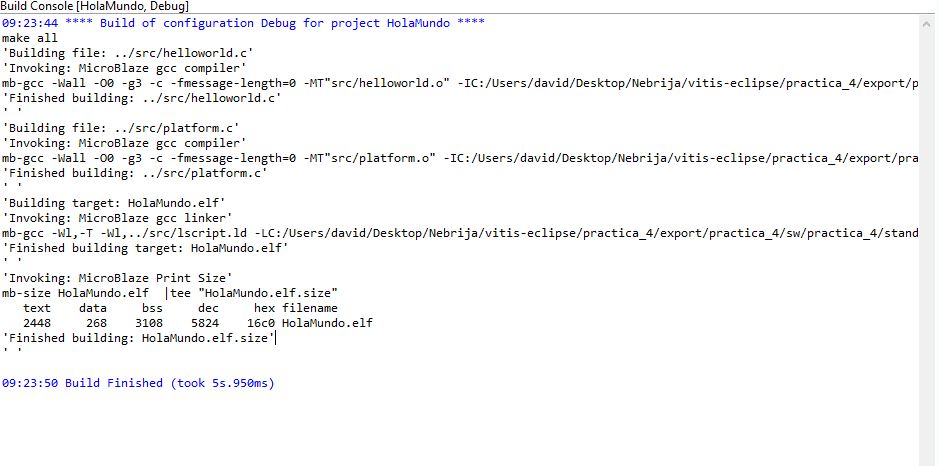 Build Console [HolaMundo, Debug]
09:23:44 **** Build of configuration Debug for project HolaMundo ****
make all
'Building file: ../src/helloworld.c'
'Invoking: MicroBlaze gcc compiler'
mb-gcc -Wall -O0 -g3 -c -fmessage-length=0 -MT"src/helloworld.o" -IC:/Users/david/Desktop/Nebrija/vitis-eclipse/practica_4/export/p
'Finished building: ../src/helloworld.c'
' '
'Building file: ../src/platform.c'
'Invoking: MicroBlaze gcc compiler'
mb-gcc -Wall -O0 -g3 -c -fmessage-length=0 -MT"src/platform.o" -IC:/Users/david/Desktop/Nebrija/vitis-eclipse/practica_4/export/pra
'Finished building: ../src/platform.c'
' '
'Building target: HolaMundo.elf'
'Invoking: MicroBlaze gcc linker'
mb-gcc -Wl,-T -Wl,../src/lscript.ld -LC:/Users/david/Desktop/Nebrija/vitis-eclipse/practica_4/export/practica_4/sw/practica_4/stand
'Finished building target: HolaMundo.elf'
' '
'Invoking: MicroBlaze Print Size'
mb-size HolaMundo.elf  |tee "HolaMundo.elf.size"
   text    data     bss     dec     hex filename
   2448     268    3108    5824    16c0 HolaMundo.elf
'Finished building: HolaMundo.elf.size'
' '
09:23:50 Build Finished (took 5s.950ms)